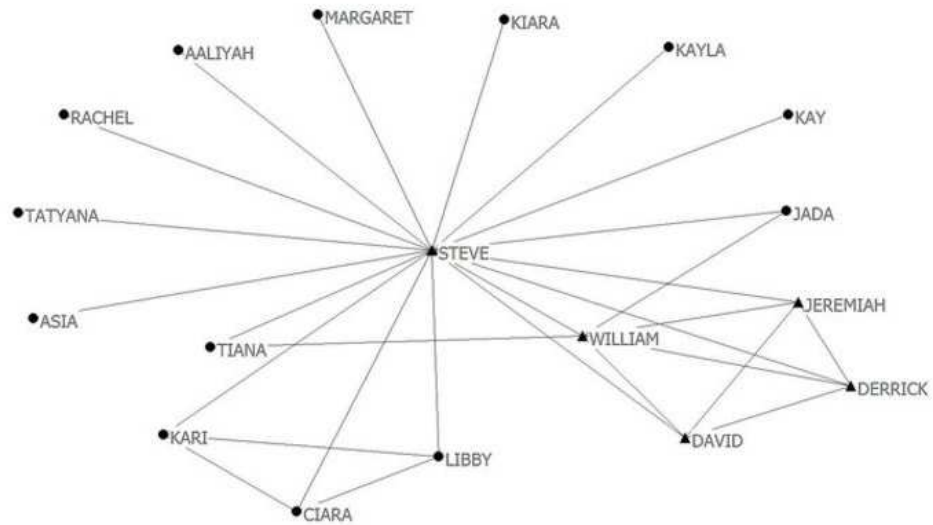 MARGARET
KIARA
AALIYAH
KAYLA
RACHEL
KAY
TATYANA
JADA
STEVE
JEREMIAH
ASIA
WILLIAM
TIANA
DERRICK
KARI
DAVID
LIBBY
CIARA